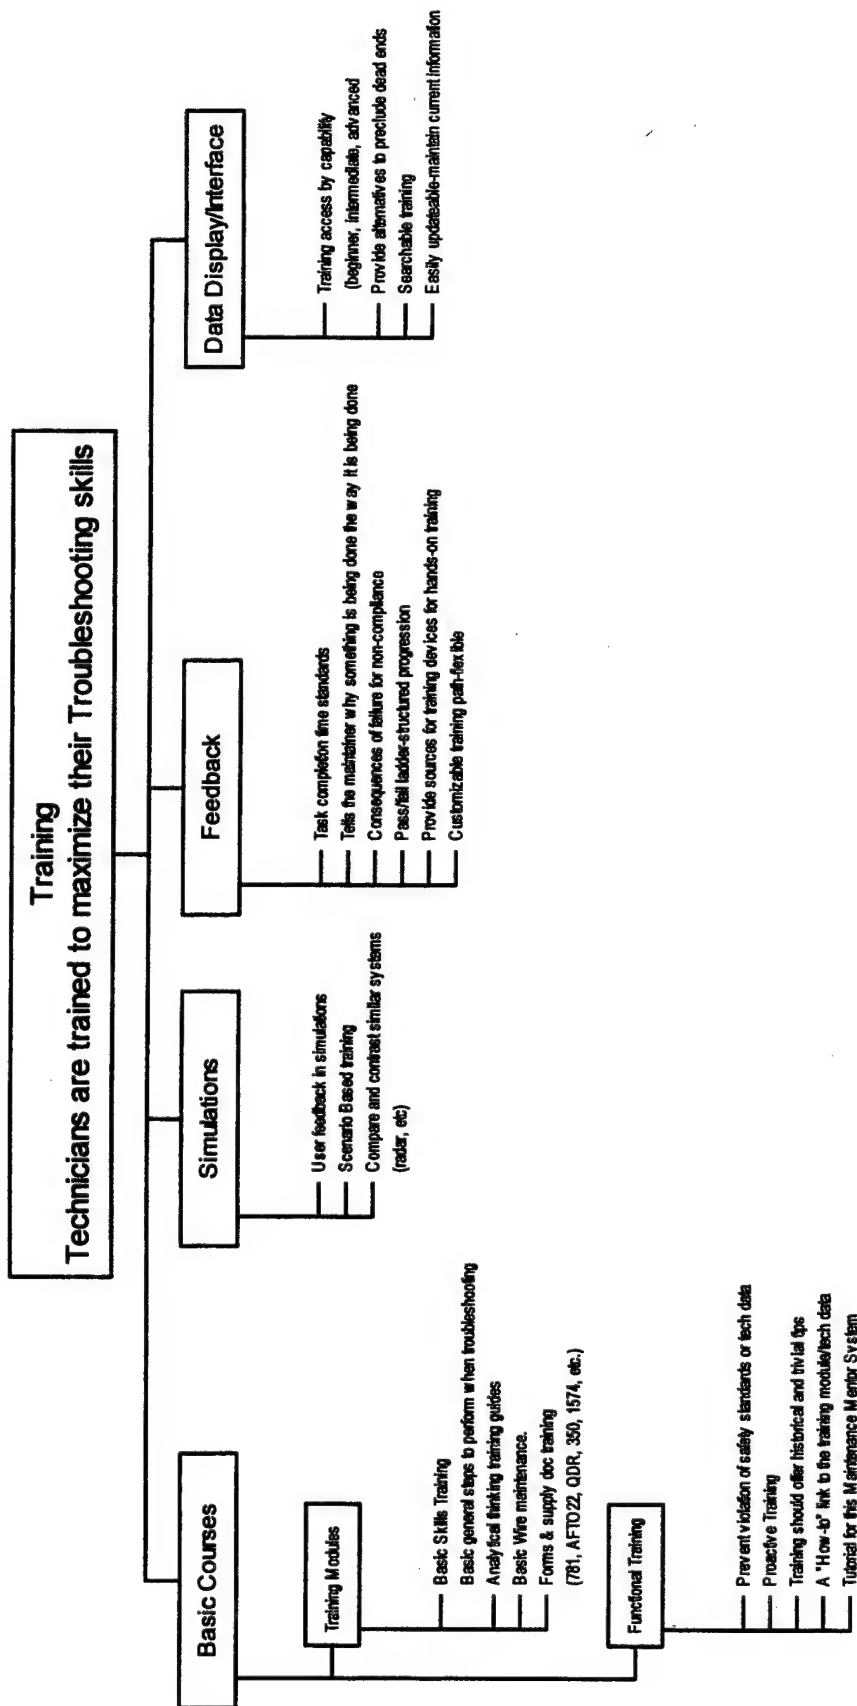 Training
Technicians are trained to maximize their Troubleshooting skills
Basic Courses
Training Modules
Basic Skills Training
Basic general steps to perform when troubleshooting
Analytical thinking training guides
Basic Wire maintenance.
Forms & supply doc training
(781, AFTO22, QDR, 350, 1574, etc.)
Functional Training
Prevent violation of safety standards or tech data
Proactive Training
Training should offer historical and trivial tips
A "How-to" link to the training module/tech data
Tutorial for this Maintenance Mentor System
Simulations
User feedback in simulations
Scenario Based training
Compare and contrast similar systems
(radar, etc)
Feedback
Task completion time standards
Tells the maintainer why something is being done the way it is being done
Consequences of failure for non-compliance
Pass/fail ladder-structured progression
Provide sources for training devices for hands-on training
Customizable training path-flexible
Data Display/Interface
Training access by capability
(beginner, intermediate, advanced
Provide alternatives to preclude dead ends
Searchable training
Easily updateable-maintain current information